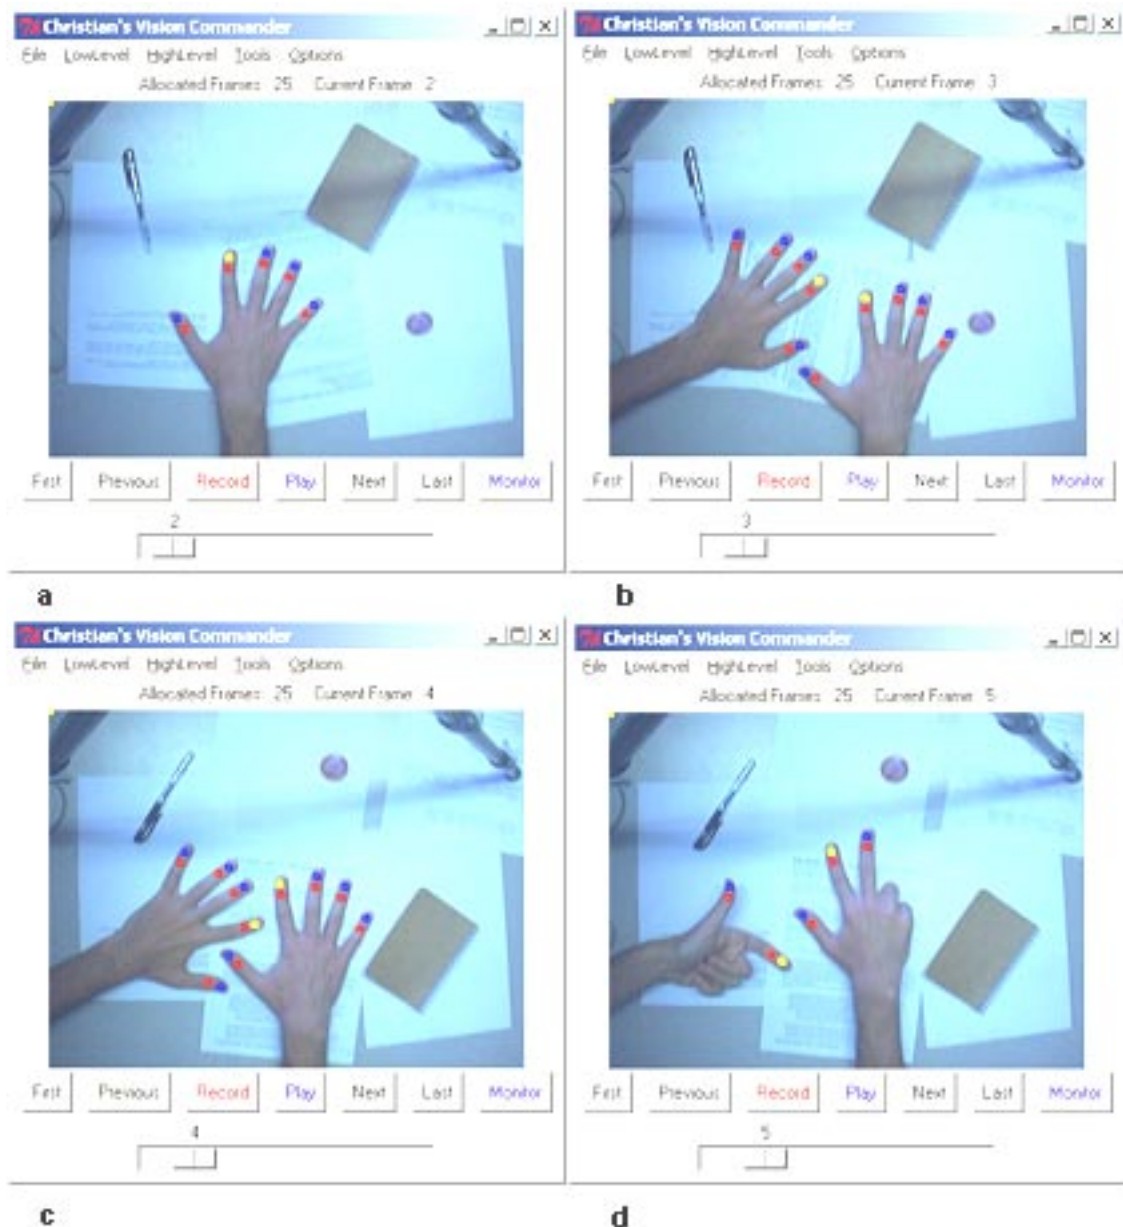 Christian's Vision Commander
File LowLevel HighLevel Tools Options
Allocated Frames 25 Current Frame 2
First Previous Record Play Next Last Monitor
2
a
Christian's Vision Commander
File LowLevel HighLevel Tools Options
Allocated Frames 25 Current Frame 3
First Previous Record Play Next Last Monitor
3
b
Christian's Vision Commander
File LowLevel HighLevel Tools Options
Allocated Frames 25 Current Frame 4
First Previous Record Play Next Last Monitor
4
c
Christian's Vision Commander
File LowLevel HighLevel Tools Options
Allocated Frames 25 Current Frame 5
First Previous Record Play Next Last Monitor
5
d